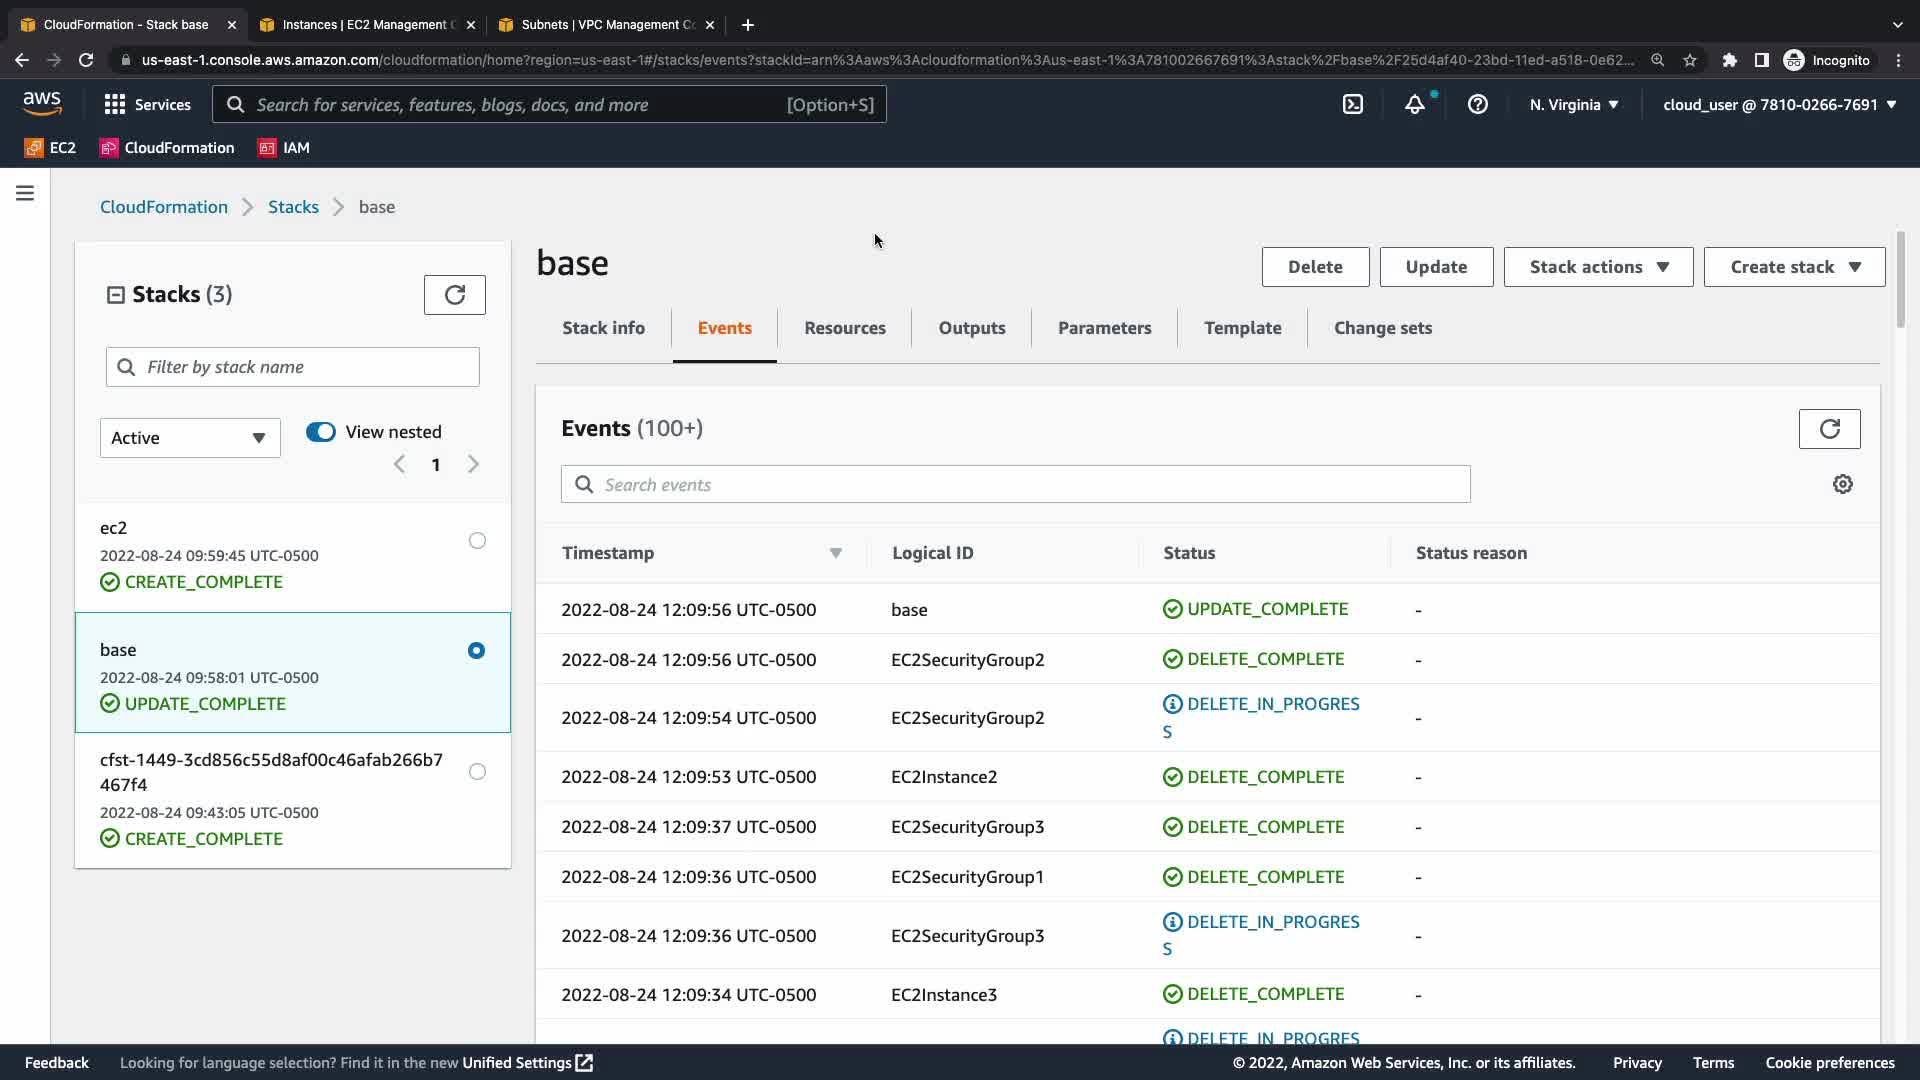 CloudFormation - Stack base
Instances | EC2 Management C
Subnets | VPC Management Co
us-east-1.console.aws.amazon.com/cloudformation/home?region=us-east-1#/stacks/events?stackId=arn%3Aaws%3Acloudformation%3Aus-east-1%3A781002667691%3Astack%2Fbase%2F25d4af40-23bd-11ed-a518-0e62...
Incognito
aws
Services
Search for services, features, blogs, docs, and more
[Option+S]
N. Virginia
cloud_user @ 7810-0266-7691
EC2
CloudFormation
IAM
CloudFormation
Stacks
base
Stacks (3)
Filter by stack name
Active
View nested
1
ec2
2022-08-24 09:59:45 UTC-0500
CREATE_COMPLETE
base
2022-08-24 09:58:01 UTC-0500
UPDATE_COMPLETE
cfst-1449-3cd856c55d8af00c46afab266b7
467f4
2022-08-24 09:43:05 UTC-0500
CREATE_COMPLETE
base
Delete
Update
Stack actions
Create stack
Stack info
Events
Resources
Outputs
Parameters
Template
Change sets
Events (100+)
Search events
Timestamp Logical ID Status Status reason
2022-08-24 12:09:56 UTC-0500 base UPDATE_COMPLETE -
2022-08-24 12:09:56 UTC-0500 EC2SecurityGroup2 DELETE_COMPLETE -
2022-08-24 12:09:54 UTC-0500 EC2SecurityGroup2 DELETE_IN_PROGRES -
S
2022-08-24 12:09:53 UTC-0500 EC2Instance2 DELETE_COMPLETE -
2022-08-24 12:09:37 UTC-0500 EC2SecurityGroup3 DELETE_COMPLETE -
2022-08-24 12:09:36 UTC-0500 EC2SecurityGroup1 DELETE_COMPLETE -
2022-08-24 12:09:36 UTC-0500 EC2SecurityGroup3 DELETE_IN_PROGRES -
S
2022-08-24 12:09:34 UTC-0500 EC2Instance3 DELETE_COMPLETE -
DELETE_IN_PROGRES
Feedback
Looking for language selection? Find it in the new Unified Settings
© 2022, Amazon Web Services, Inc. or its affiliates.
Privacy
Terms
Cookie preferences